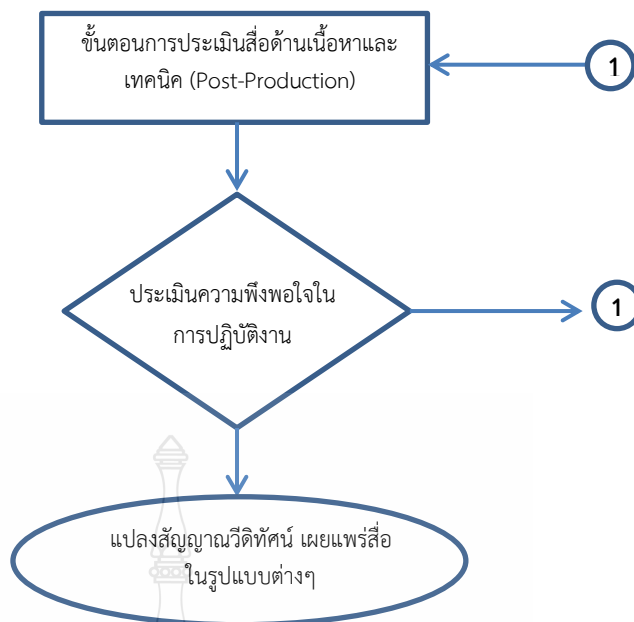 ขั้นตอนการประเมินสื่อด้านเนื้อหาและ
เทคนิค (Post-Production)
1
ประเมินความพึงพอใจใน
การปฏิบัติงาน
1
แปลงสัญญาณวีดิทัศน์ เผยแพร่สื่อ
ในรูปแบบต่างๆ